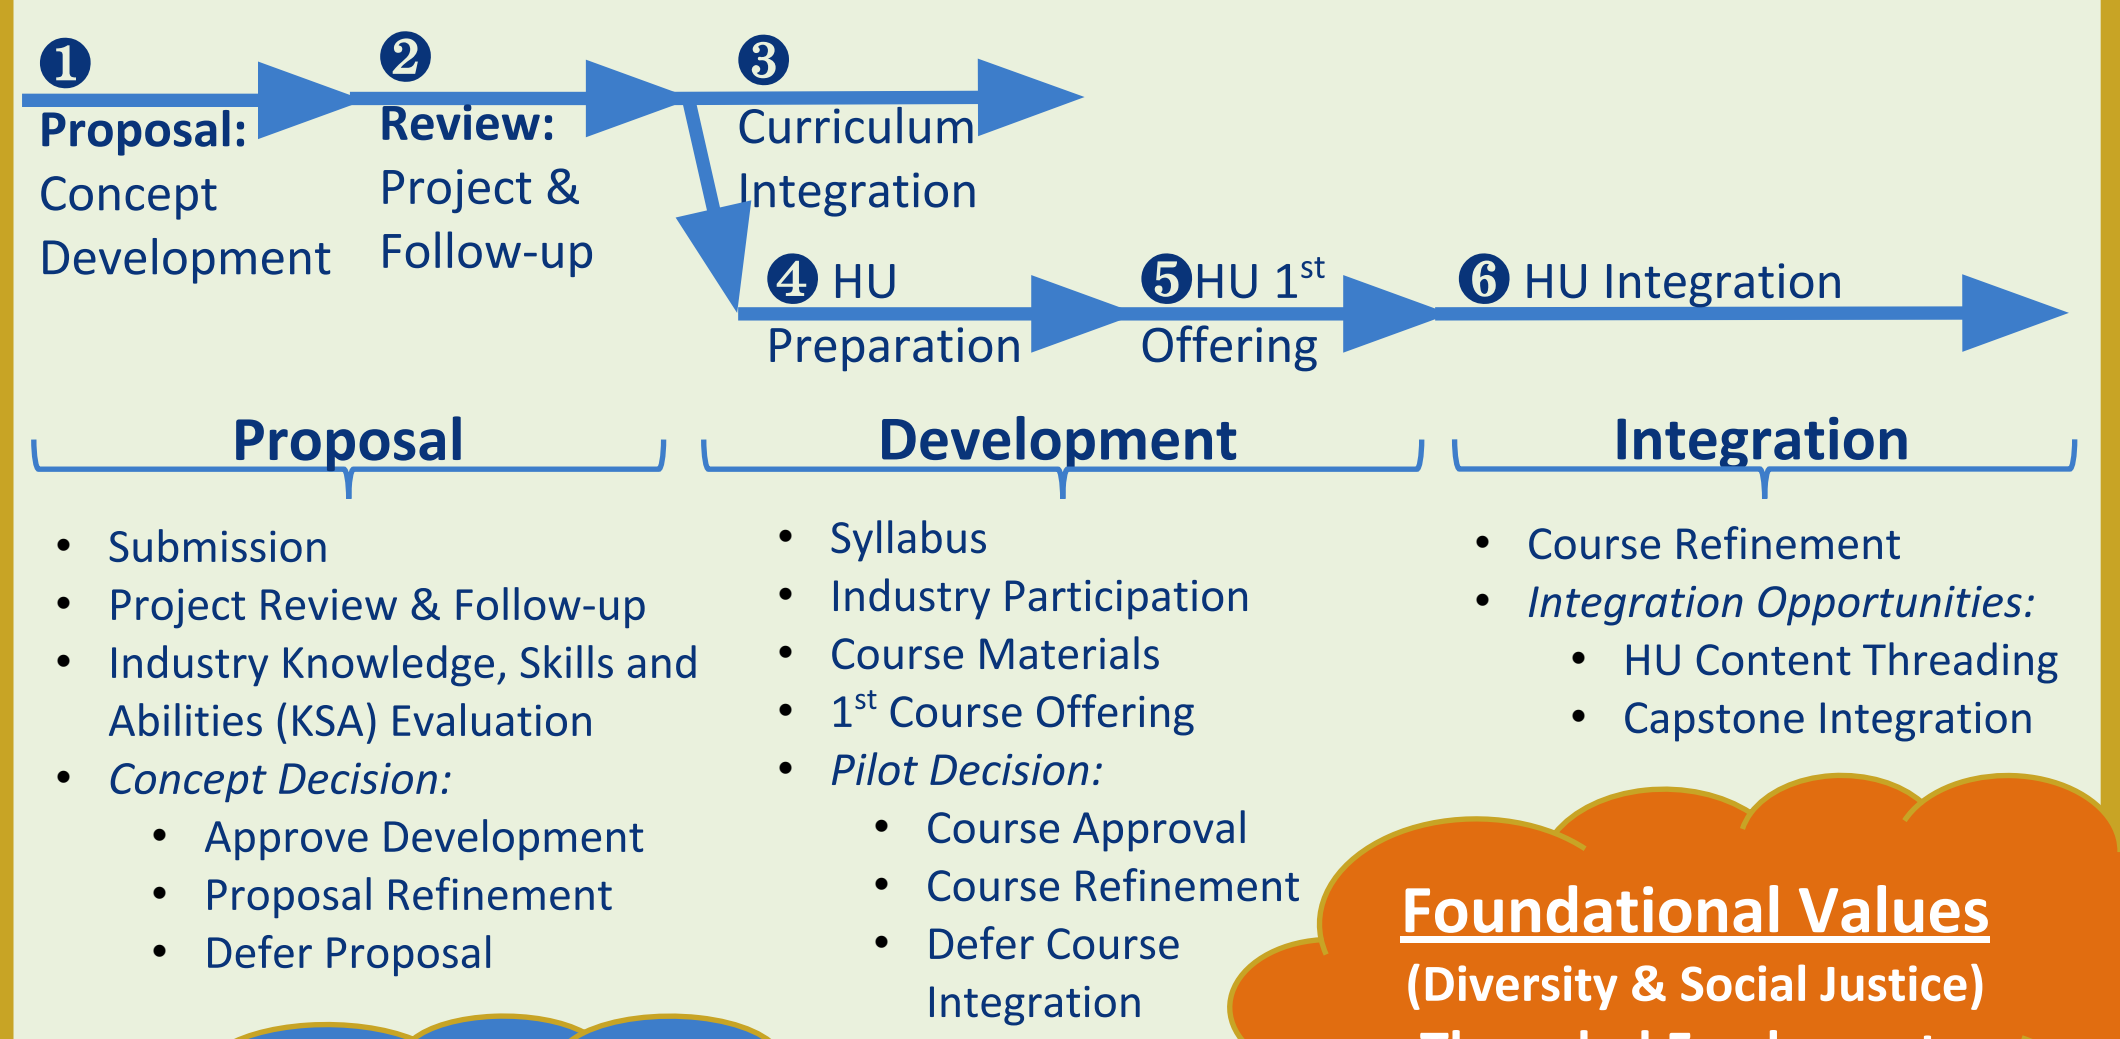 ❶
Proposal:
Concept
Development
❷
Review:
Project &
Follow-up
❸
Curriculum
Integration
❹ HU
Preparation
❺HU 1st
Offering
❻ HU Integration
Proposal
• Submission
• Project Review & Follow-up
• Industry Knowledge, Skills and
Abilities (KSA) Evaluation
• Concept Decision:
• Approve Development
• Proposal Refinement
• Defer Proposal
Development
• Syllabus
• Industry Participation
• Course Materials
• 1st Course Offering
• Pilot Decision:
• Course Approval
• Course Refinement
• Defer Course
Integration
Integration
• Course Refinement
• Integration Opportunities:
• HU Content Threading
• Capstone Integration
Foundational Values
(Diversity & Social Justice)